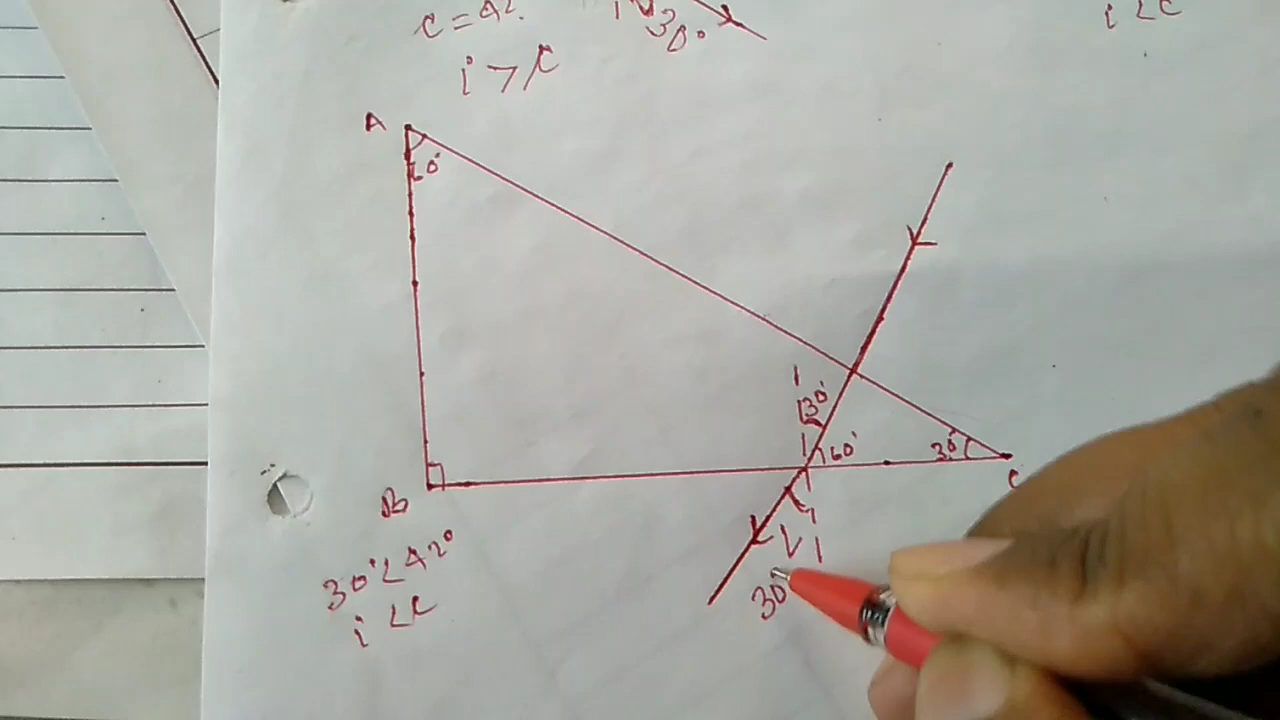 c = 42
30°
i < c
i > c
A
60°
30°
60°
30°
C
B
30° < 42°
i < c
30°